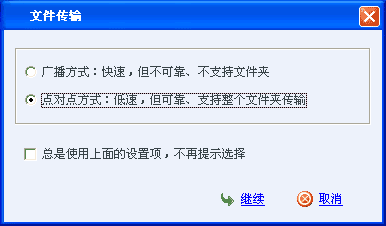 文件传输
广播方式：快速，但不可靠、不支持文件夹
点对点方式：低速，但可靠、支持整个文件夹传输
总是使用上面的设置项，不再提示选择
继续 取消